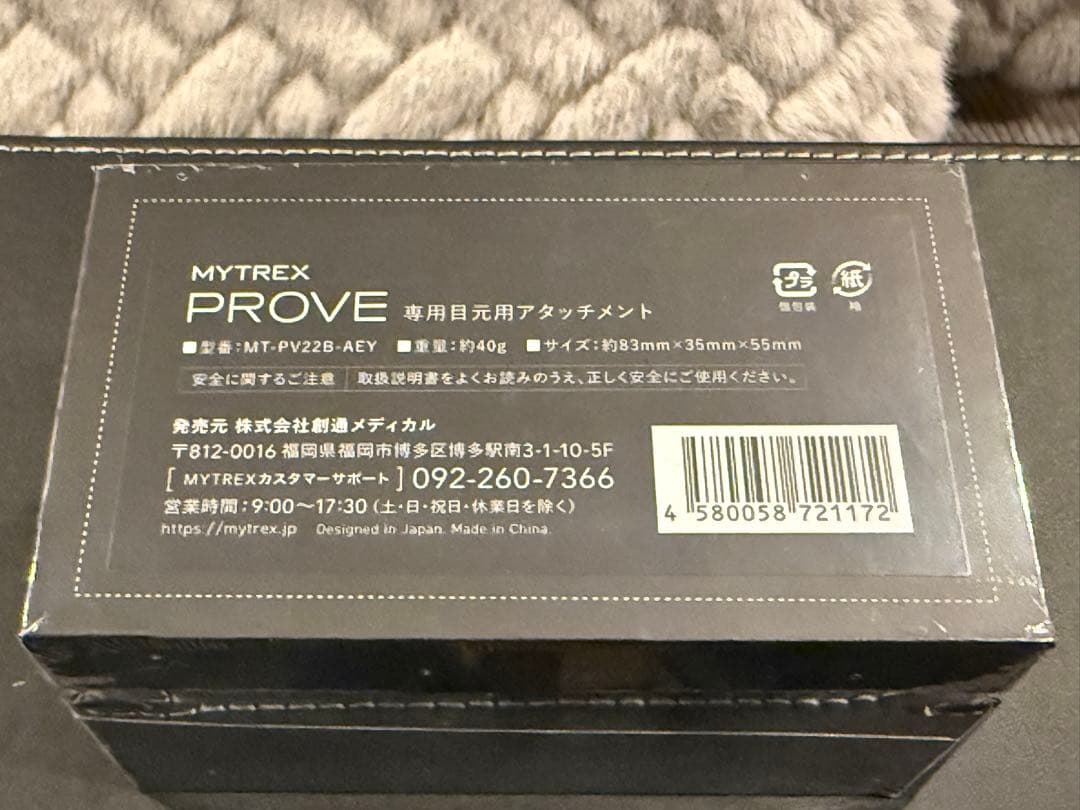 MYTREX
PROVE 専用目元用アタッチメント
プラ
個包装
紙
箱
■型番:MT-PV22B-AEY ■重量:約40g ■サイズ:約83mm×35mm×55mm
安全に関するご注意 取扱説明書をよくお読みのうえ、正しく安全にご使用ください。
発売元 株式会社創通メディカル
〒812-0016 福岡県福岡市博多区博多駅南3-1-10-5F
[ MYTREXカスタマーサポート ] 092-260-7366
営業時間:9:00〜17:30(土・日・祝日・休業日を除く)
https://mytrex.jp Designed in Japan. Made in China.
4 580058 721172